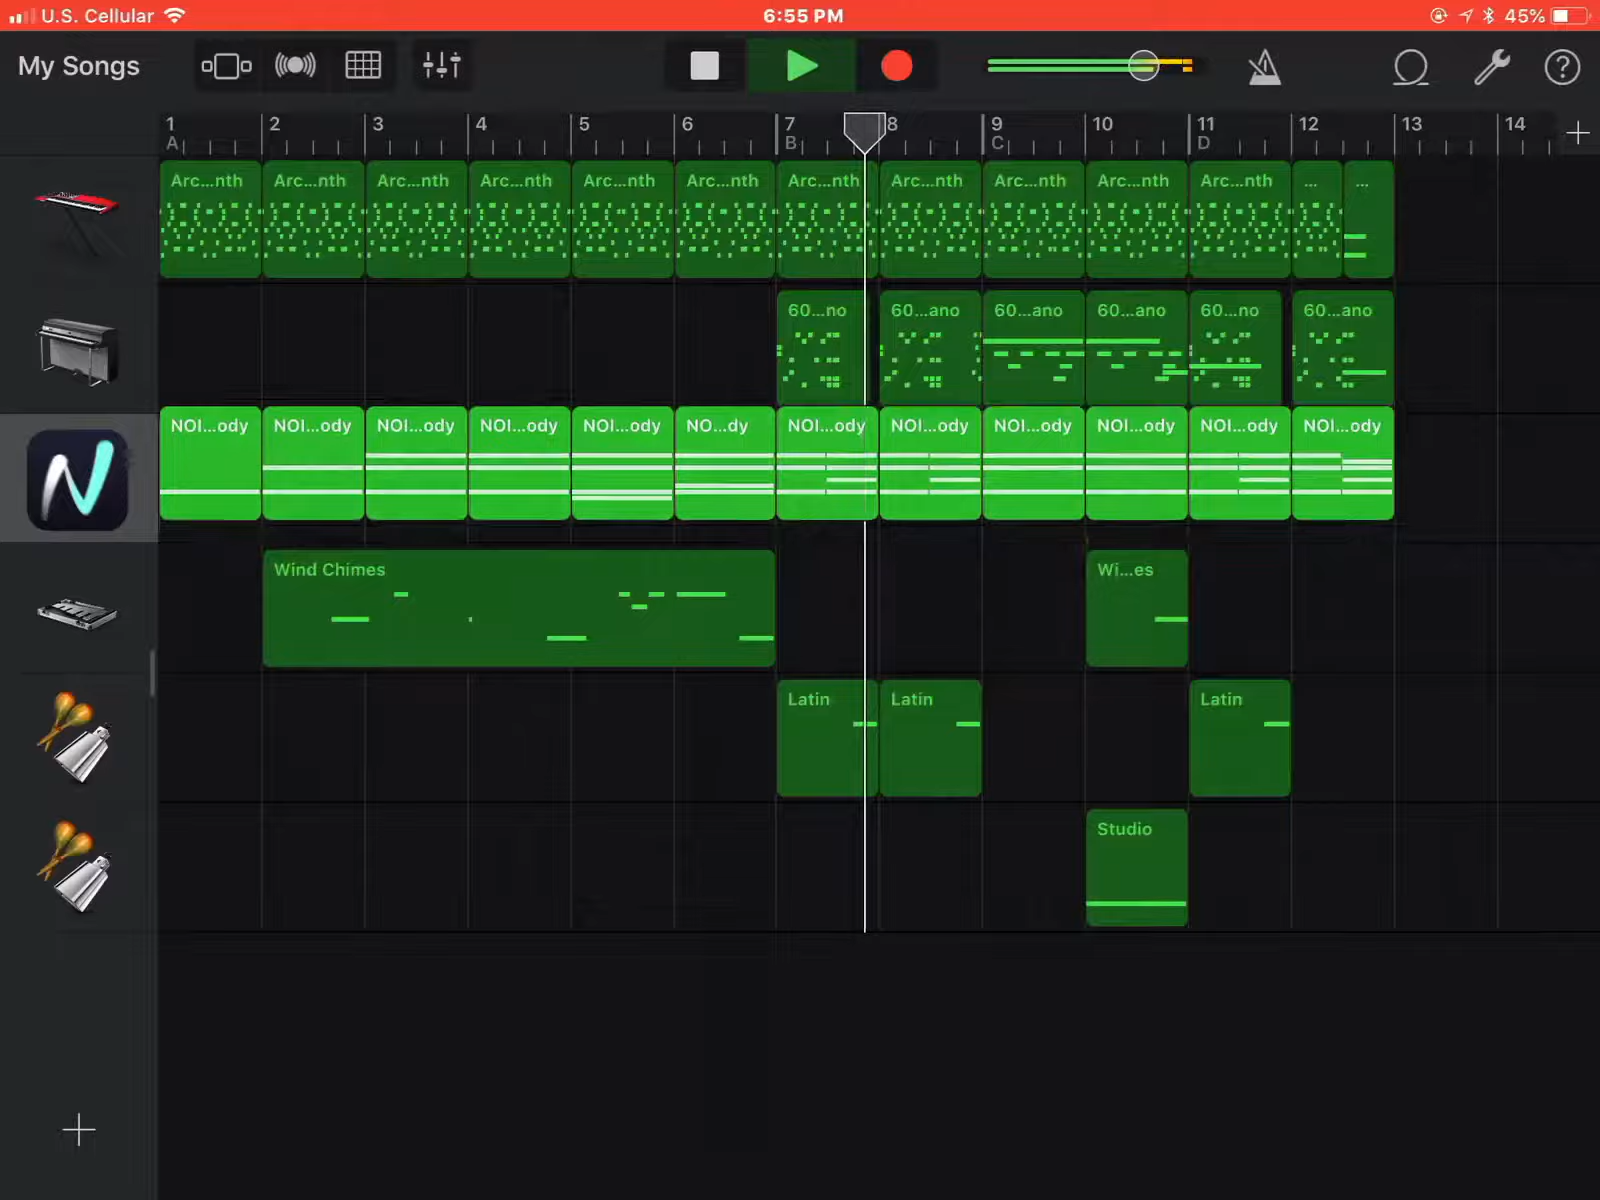 U.S. Cellular 6:55 PM 45%
My Songs
1 2 3 4 5 6 7 8 9 10 11 12 13 14
A B C D
Arc...nth Arc...nth Arc...nth Arc...nth Arc...nth Arc...nth Arc...nth Arc...nth Arc...nth Arc...nth Arc...nth ... ...
60...no 60...ano 60...ano 60...ano 60...no 60...ano
NOI...ody NOI...ody NOI...ody NOI...ody NOI...ody NO...dy NOI...ody NOI...ody NOI...ody NOI...ody NOI...ody NOI...ody
Wind Chimes Wi...es
Latin Latin Latin
Studio